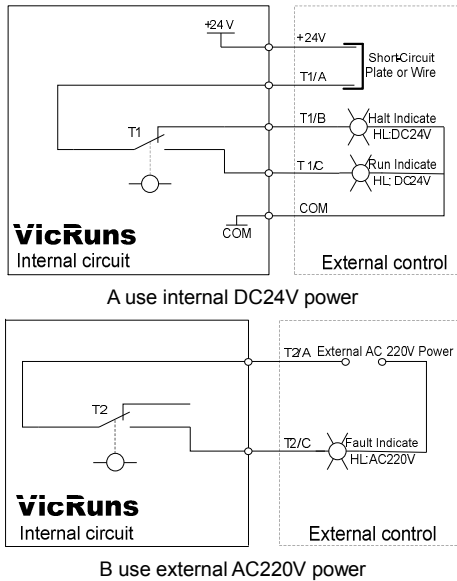 +24V
+24V
Short-Circuit
Plate or Wire
T1/A
T1/B
Halt Indicate
HL:DC24V
T1
T1/C
Run Indicate
HL: DC24V
COM
COM
VicRuns
Internal circuit
External control
A use internal DC24V power
T2/A
External AC 220V Power
T2
T2/C
Fault Indicate
HL:AC220V
VicRuns
Internal circuit
External control
B use external AC220V power